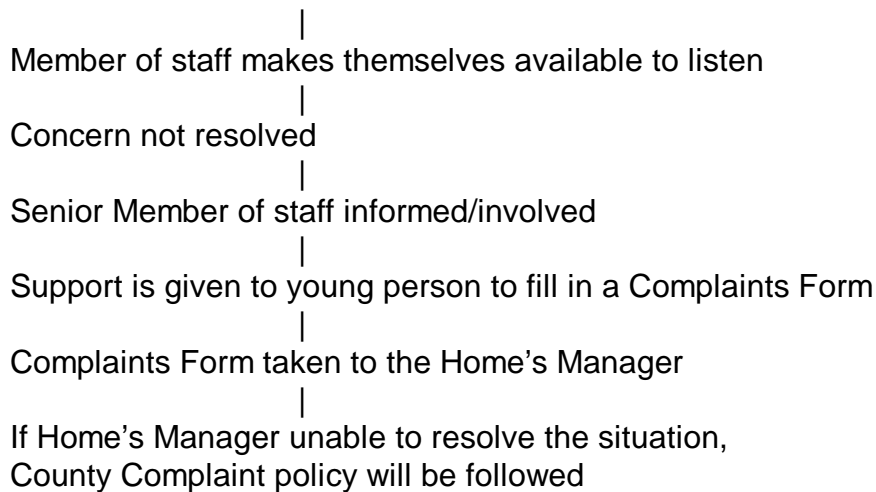 |
Member of staff makes themselves available to listen
|
Concern not resolved
|
Senior Member of staff informed/involved
|
Support is given to young person to fill in a Complaints Form
|
Complaints Form taken to the Home’s Manager
|
If Home’s Manager unable to resolve the situation,
County Complaint policy will be followed